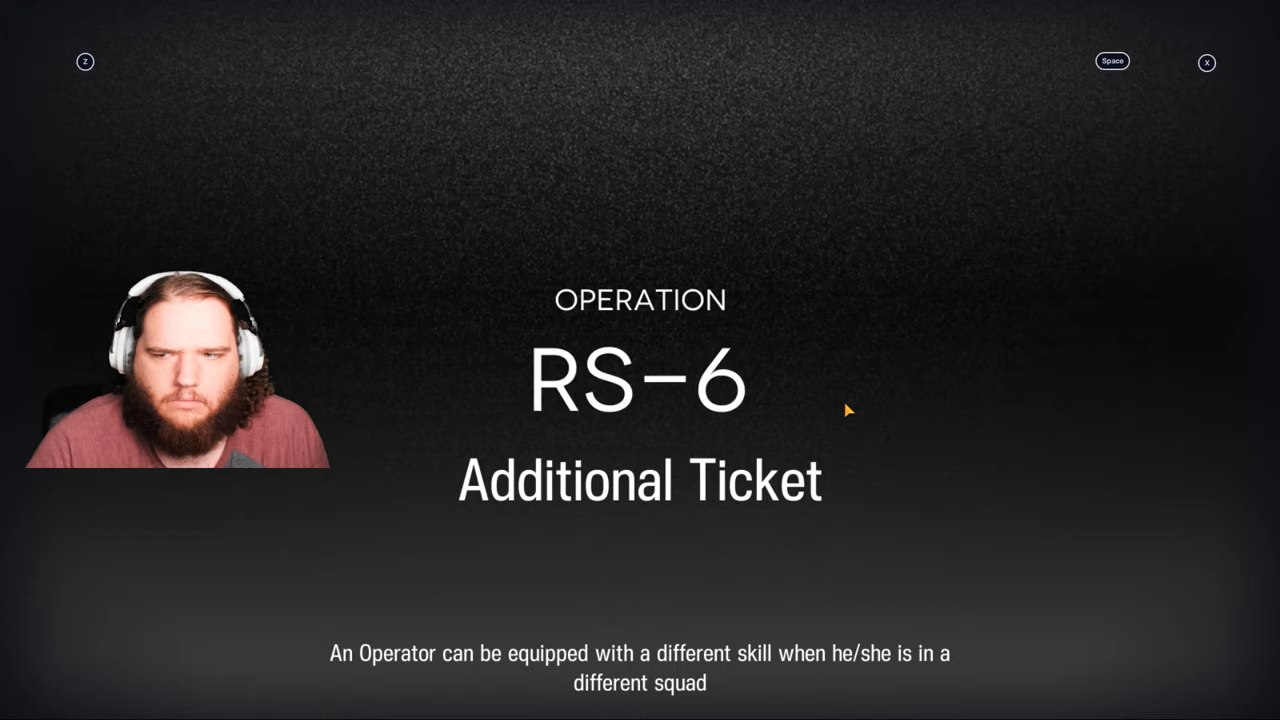 Z
Space
X
OPERATION
RS-6
Additional Ticket
An Operator can be equipped with a different skill when he/she is in a
different squad